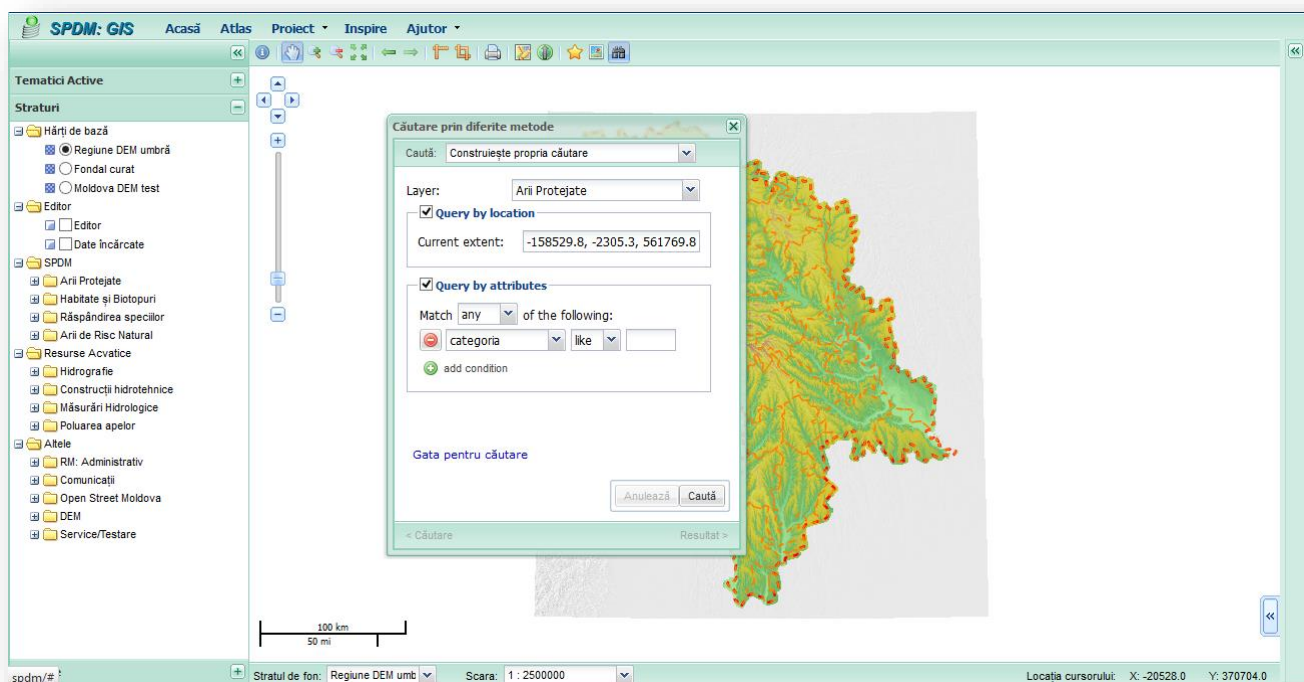 SPDM: GIS Acasă Atlas Proiect Inspire Ajutor
Tematici Active
Straturi
Hărți de bază
Regiune DEM umbră
Fondal curat
Moldova DEM test
Editor
Editor
Date încărcate
SPDM
Arii Protejate
Habitate și Biotopuri
Răspândirea speciilor
Arii de Risc Natural
Resurse Acvatice
Hidrografie
Construcții hidrotehnice
Măsurări Hidrologice
Poluarea apelor
Altele
RM: Administrativ
Comunicații
Open Street Moldova
DEM
Service/Testare
spdm/#
Căutare prin diferite metode
Caută: Construiește propria căutare
Layer: Arii Protejate
Query by location
Current extent: -158529.8, -2305.3, 561769.8
Query by attributes
Match any of the following:
categoria like
add condition
Gata pentru căutare
Anulează Caută
< Căutare Resultat >
100 km
50 mi
Stratul de fon: Regiune DEM umb Scara: 1 : 2500000 Locația cursorului: X: -20528.0 Y: 370704.0